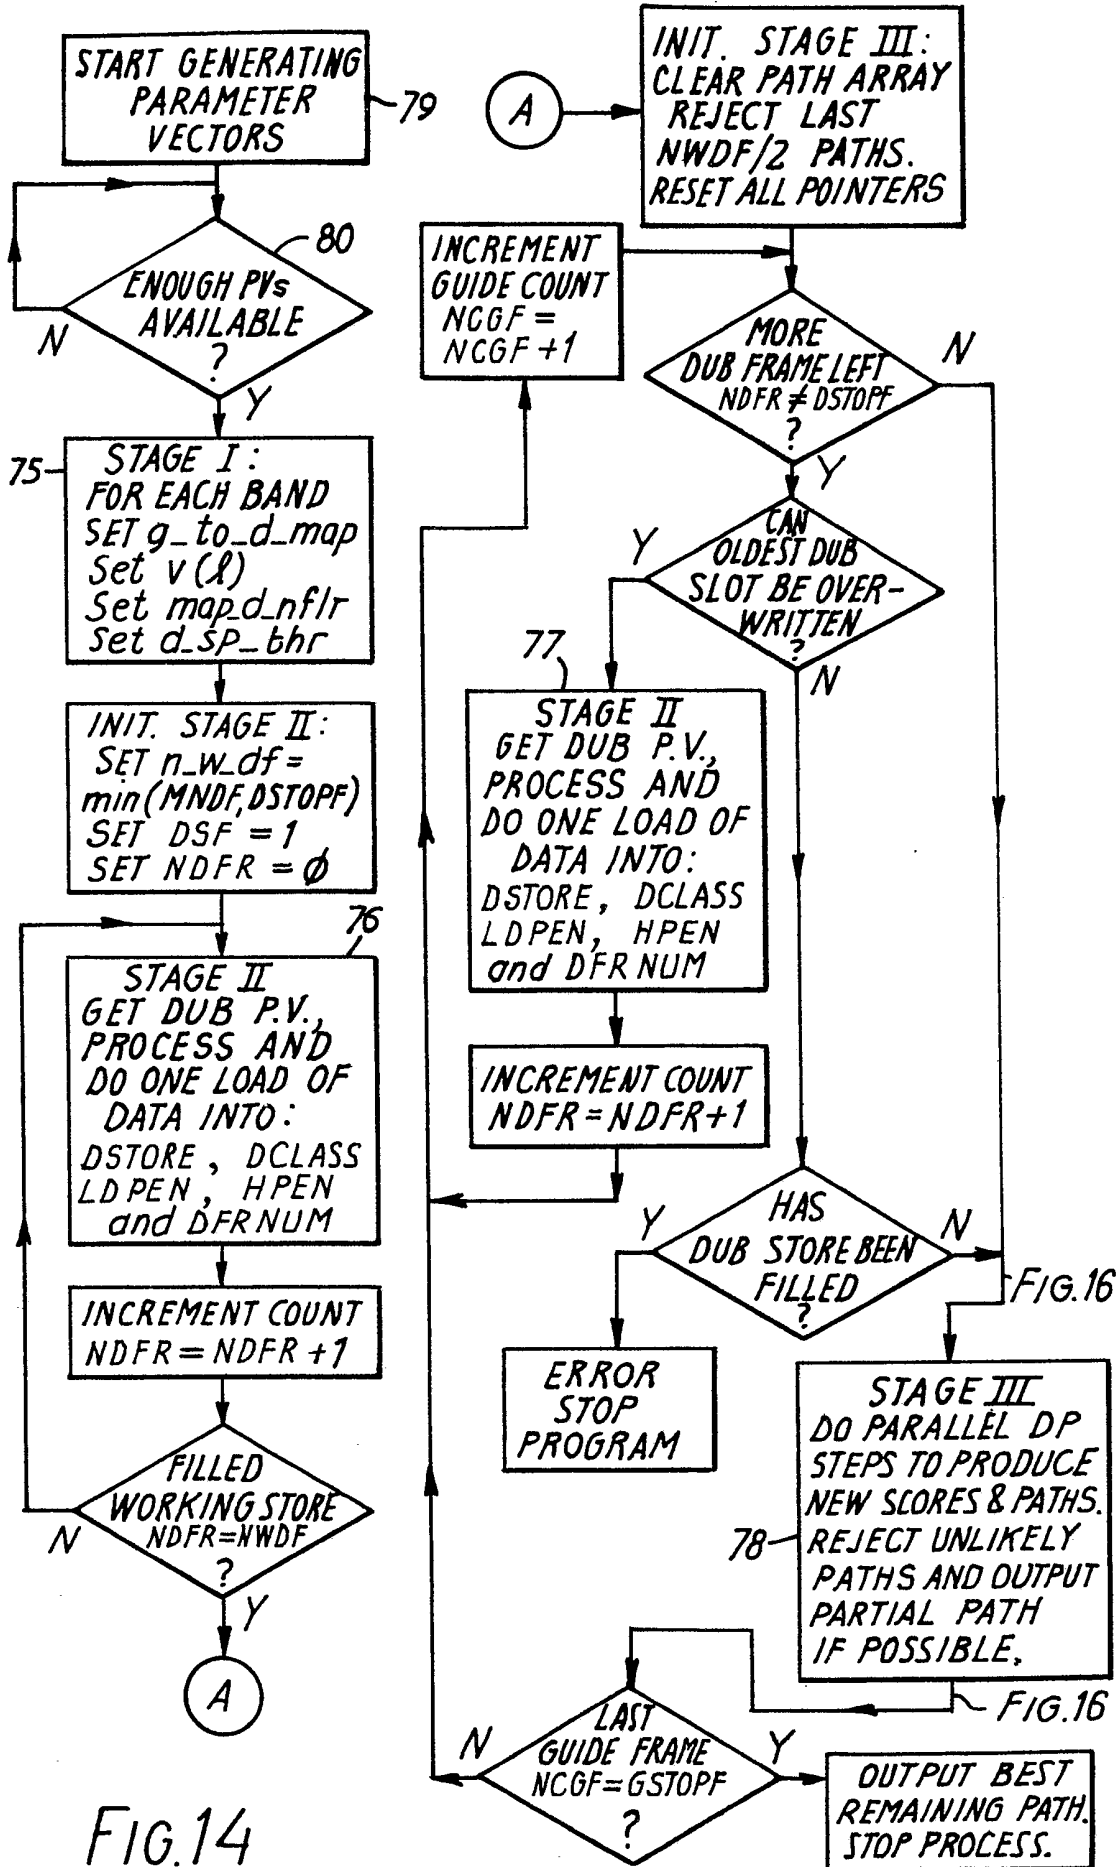 START GENERATING
PARAMETER
VECTORS
79
80
ENOUGH PVs
AVAILABLE
?
N
Y
75
STAGE I :
FOR EACH BAND
SET g_to_d_map
Set v(ℓ)
Set map_d_nflr
Set d_sp_thr
INIT. STAGE II:
SET n_w_df =
min(MNDF,DSTOPF)
SET DSF = 1
SET NDFR = ϕ
76
STAGE II
GET DUB P.V.,
PROCESS AND
DO ONE LOAD OF
DATA INTO:
DSTORE, DCLASS
LDPEN, HPEN
and DFRNUM
INCREMENT COUNT
NDFR = NDFR + 1
FILLED
WORKING STORE
NDFR=NWDF
?
N
Y
A
FIG.14
A
INIT. STAGE III:
CLEAR PATH ARRAY
REJECT LAST
NWDF/2 PATHS.
RESET ALL POINTERS
INCREMENT
GUIDE COUNT
NCGF =
NCGF +1
MORE
DUB FRAME LEFT
NDFR ≠ DSTOPF
?
N
Y
CAN
OLDEST DUB
SLOT BE OVER-
WRITTEN
?
Y
N
77
STAGE II
GET DUB P.V.,
PROCESS AND
DO ONE LOAD OF
DATA INTO:
DSTORE, DCLASS
LDPEN, HPEN
and DFRNUM
INCREMENT COUNT
NDFR = NDFR+1
HAS
DUB STORE BEEN
FILLED
?
Y
N
FIG.16
ERROR
STOP
PROGRAM
STAGE III
DO PARALLEL DP
STEPS TO PRODUCE
NEW SCORES & PATHS.
REJECT UNLIKELY
PATHS AND OUTPUT
PARTIAL PATH
IF POSSIBLE.
78
FIG.16
LAST
GUIDE FRAME
NCGF=GSTOPF
?
N
Y
OUTPUT BEST
REMAINING PATH.
STOP PROCESS.